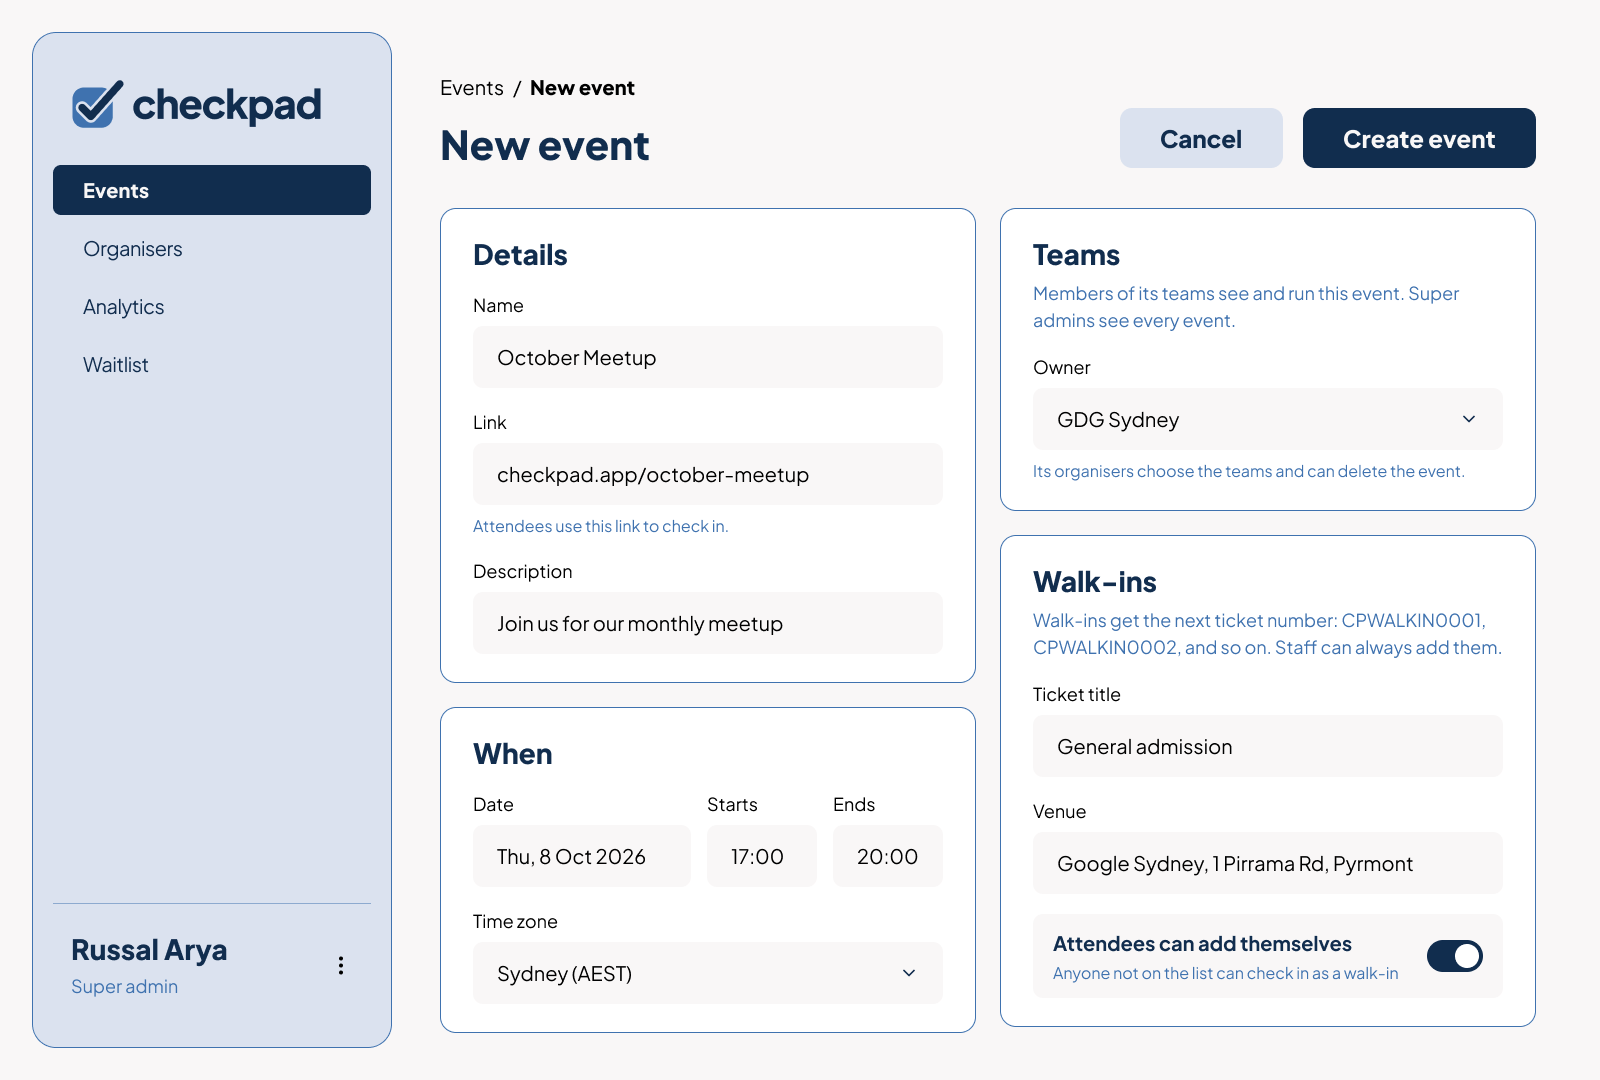 checkpad
Events
Organisers
Analytics
Waitlist
Russal Arya
Super admin
Events / New event
New event
Cancel
Create event
Details
Name
October Meetup
Link
checkpad.app/october-meetup
Attendees use this link to check in.
Description
Join us for our monthly meetup
When
Date
Starts
Ends
Thu, 8 Oct 2026
17:00
20:00
Time zone
Sydney (AEST)
Teams
Members of its teams see and run this event. Super
admins see every event.
Owner
GDG Sydney
Its organisers choose the teams and can delete the event.
Walk-ins
Walk-ins get the next ticket number: CPWALKIN0001,
CPWALKIN0002, and so on. Staff can always add them.
Ticket title
General admission
Venue
Google Sydney, 1 Pirrama Rd, Pyrmont
Attendees can add themselves
Anyone not on the list can check in as a walk-in